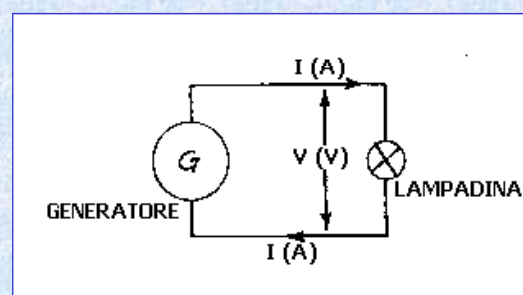 I (A)
G
V (V)
LAMPADINA
GENERATORE
I (A)